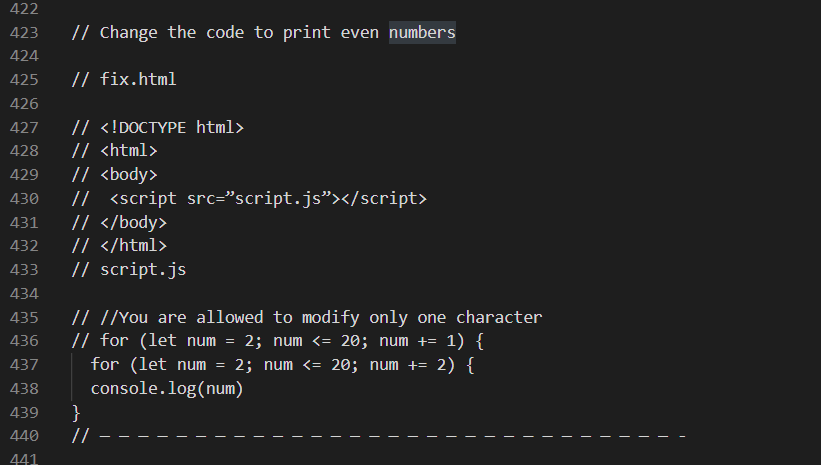 422
423 // Change the code to print even numbers
424
425 // fix.html
426
427 // <!DOCTYPE html>
428 // <html>
429 // <body>
430 //  <script src=”script.js”></script>
431 // </body>
432 // </html>
433 // script.js
434
435 // //You are allowed to modify only one character
436 // for (let num = 2; num <= 20; num += 1) {
437   for (let num = 2; num <= 20; num += 2) {
438   console.log(num)
439 }
440 // — — — — — — — — — — — — — — — — — — — — — — — — — — — — — — -
441